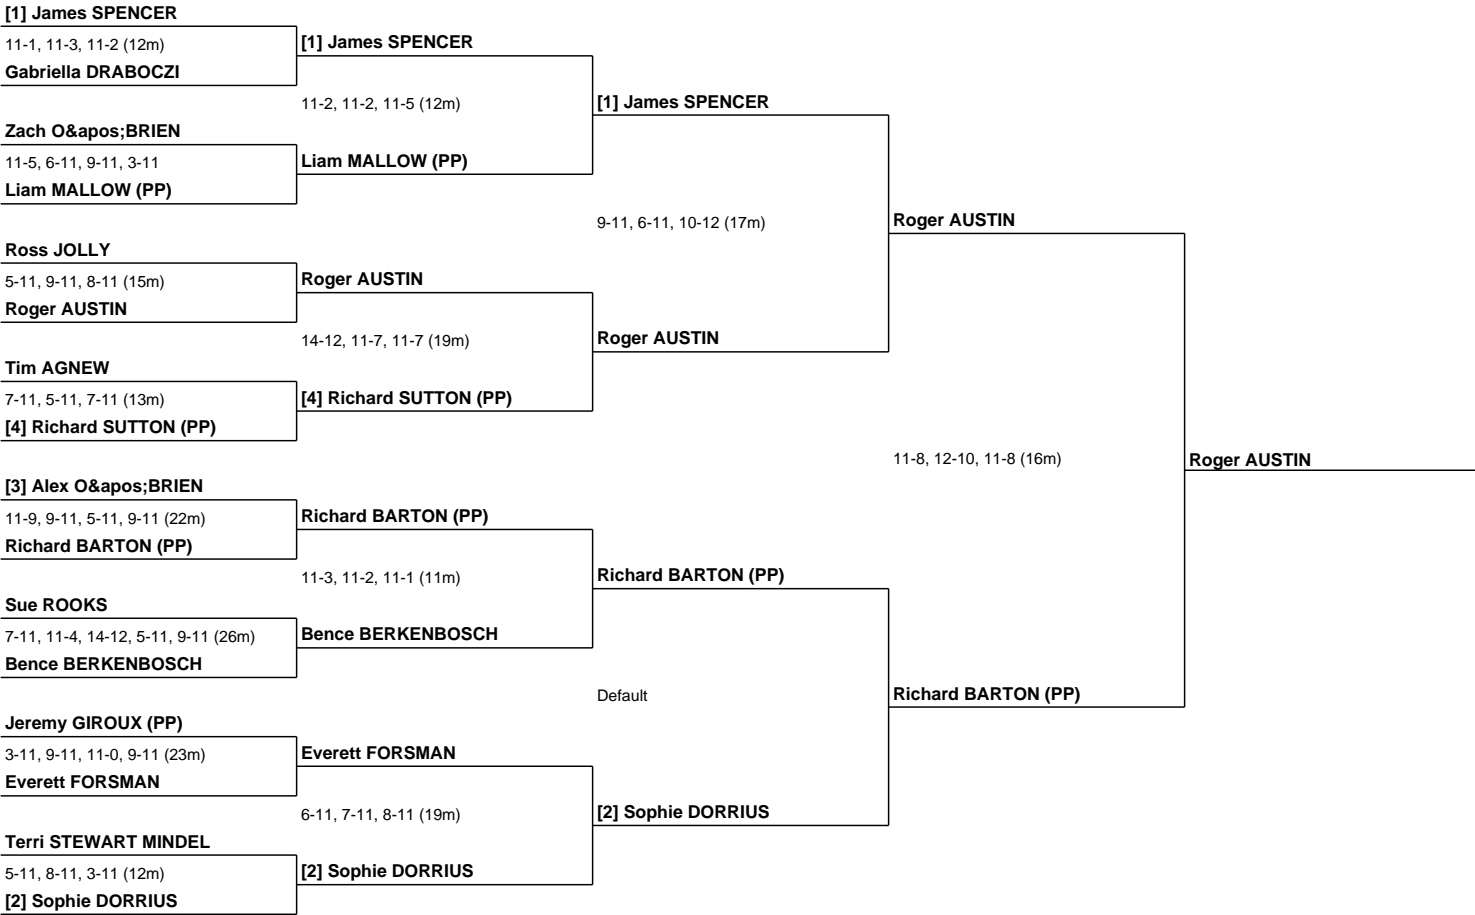 [1] James SPENCER
11-1, 11-3, 11-2 (12m)
Gabriella DRABOCZI
Zach O&apos;BRIEN
11-5, 6-11, 9-11, 3-11
Liam MALLOW (PP)
Ross JOLLY
5-11, 9-11, 8-11 (15m)
Roger AUSTIN
Tim AGNEW
7-11, 5-11, 7-11 (13m)
[4] Richard SUTTON (PP)
[3] Alex O&apos;BRIEN
11-9, 9-11, 5-11, 9-11 (22m)
Richard BARTON (PP)
Sue ROOKS
7-11, 11-4, 14-12, 5-11, 9-11 (26m)
Bence BERKENBOSCH
Jeremy GIROUX (PP)
3-11, 9-11, 11-0, 9-11 (23m)
Everett FORSMAN
Terri STEWART MINDEL
5-11, 8-11, 3-11 (12m)
[2] Sophie DORRIUS
[1] James SPENCER
11-2, 11-2, 11-5 (12m)
Liam MALLOW (PP)
Roger AUSTIN
14-12, 11-7, 11-7 (19m)
[4] Richard SUTTON (PP)
Richard BARTON (PP)
11-3, 11-2, 11-1 (11m)
Bence BERKENBOSCH
Everett FORSMAN
6-11, 7-11, 8-11 (19m)
[2] Sophie DORRIUS
[1] James SPENCER
9-11, 6-11, 10-12 (17m)
Roger AUSTIN
Richard BARTON (PP)
Default
[2] Sophie DORRIUS
Roger AUSTIN
11-8, 12-10, 11-8 (16m)
Richard BARTON (PP)
Roger AUSTIN